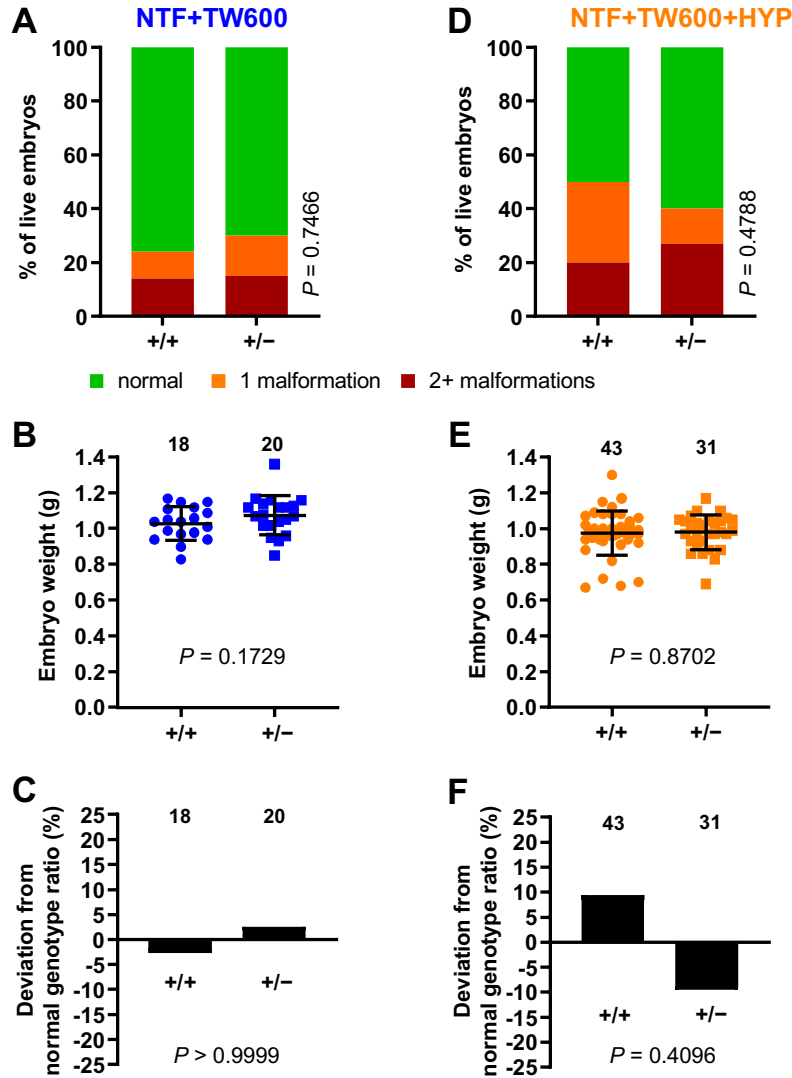 A
NTF+TW600
% of live embryos
100
80
60
40
20
0
+/+
+/−
P = 0.7466
D
NTF+TW600+HYP
% of live embryos
100
80
60
40
20
0
+/+
+/−
P = 0.4788
normal
1 malformation
2+ malformations
B
18
20
Embryo weight (g)
1.4
1.2
1.0
0.8
0.6
0.4
0.2
0.0
P = 0.1729
+/+
+/−
E
43
31
Embryo weight (g)
1.4
1.2
1.0
0.8
0.6
0.4
0.2
0.0
P = 0.8702
+/+
+/−
C
18
20
Deviation from
normal genotype ratio (%)
25
20
15
10
5
0
-5
-10
-15
-20
-25
+/+
+/−
P > 0.9999
F
43
31
Deviation from
normal genotype ratio (%)
25
20
15
10
5
0
-5
-10
-15
-20
-25
+/+
+/−
P = 0.4096